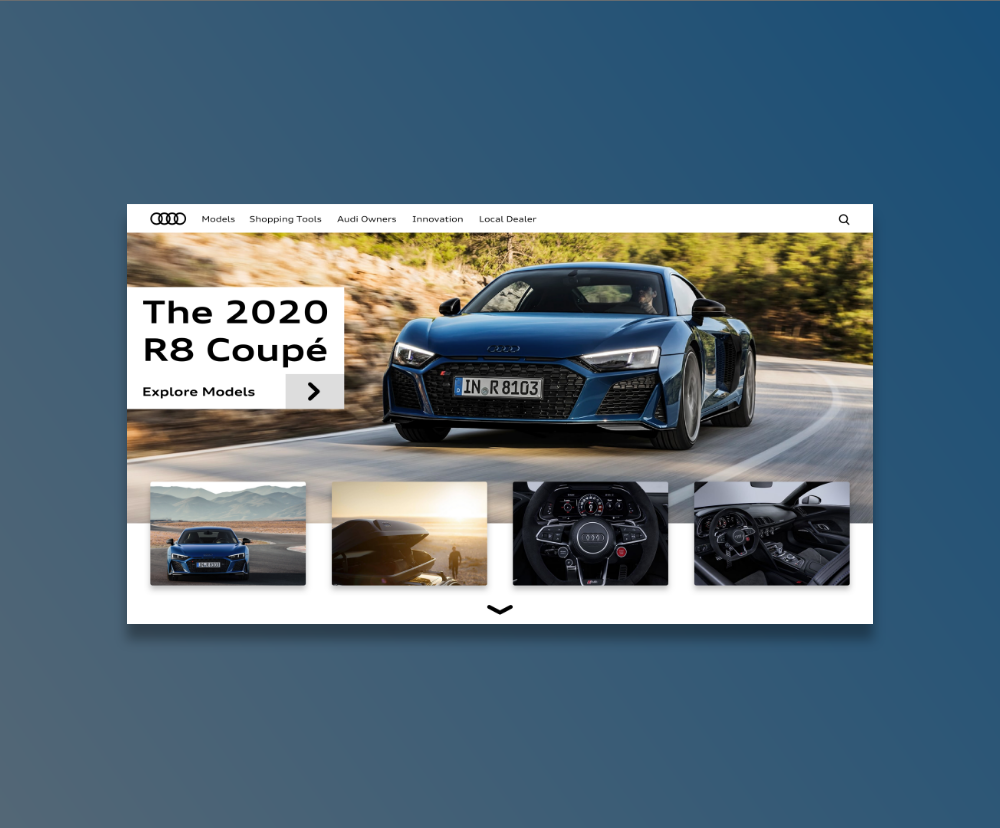 Models Shopping Tools Audi Owners Innovation Local Dealer
The 2020
R8 Coupé
Explore Models
IN R 8103